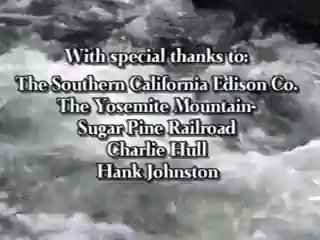 With special thanks to:
The Southern California Edison Co.
The Yosemite Mountain-
Sugar Pine Railroad
Charlie Hull
Hank Johnston